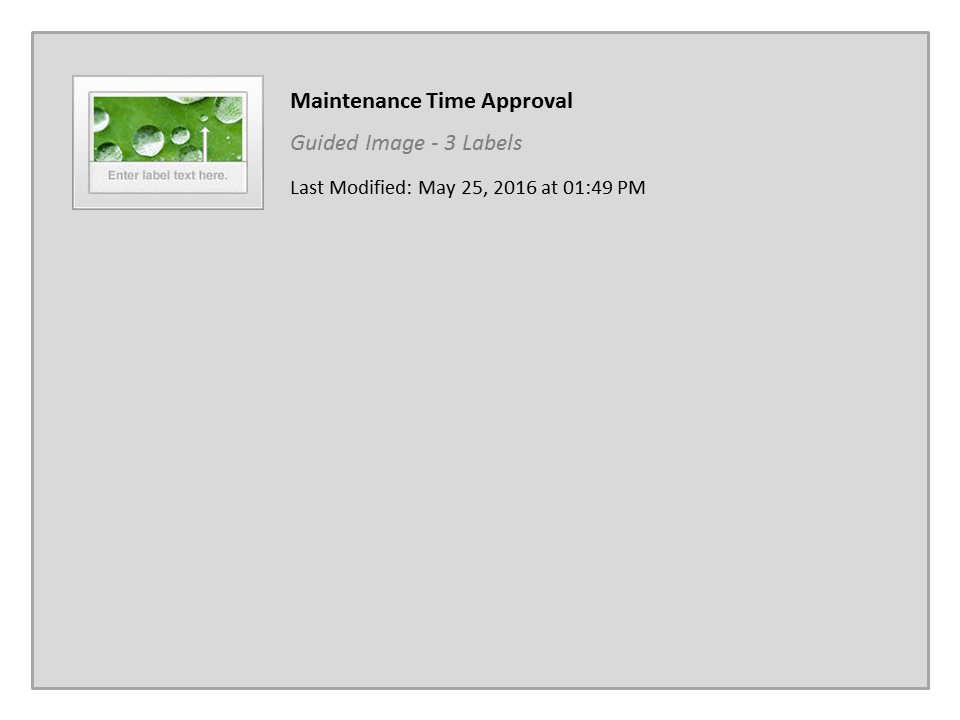 Maintenance Time Approval
Guided Image - 3 Labels
Enter label text here.
Last Modified: May 25, 2016 at 01:49 PM